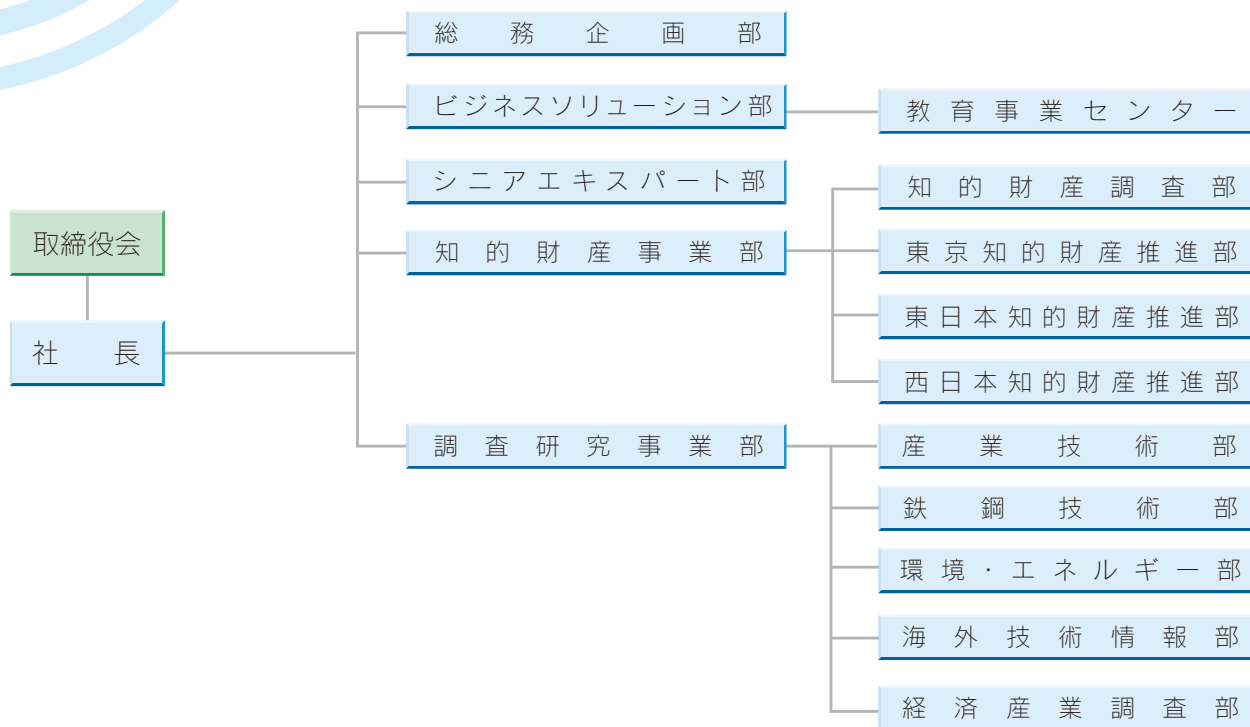 取締役会
社長
総務企画部
ビジネスソリューション部
教育事業センター
シニアエキスパート部
知的財産事業部
知的財産調査部
東京知的財産推進部
東日本知的財産推進部
西日本知的財産推進部
調査研究事業部
産業技術部
鉄鋼技術部
環境・エネルギー部
海外技術情報部
経済産業調査部